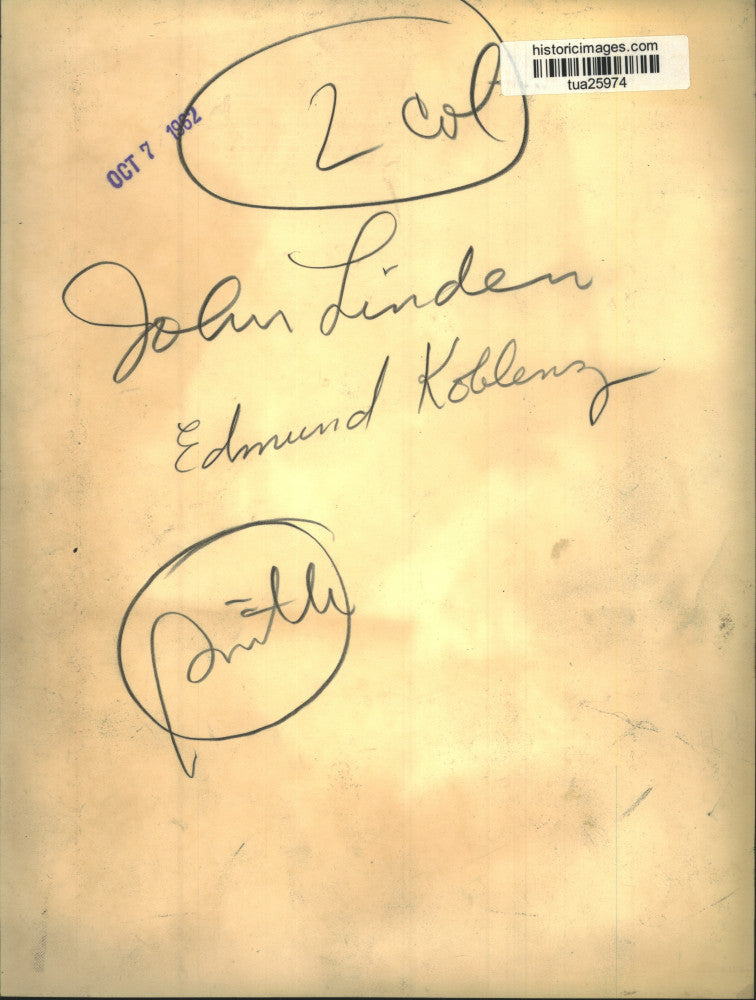 historicimages.com
tua25974
2 col
OCT 7 1962
John Linden
Edmund Koblenz